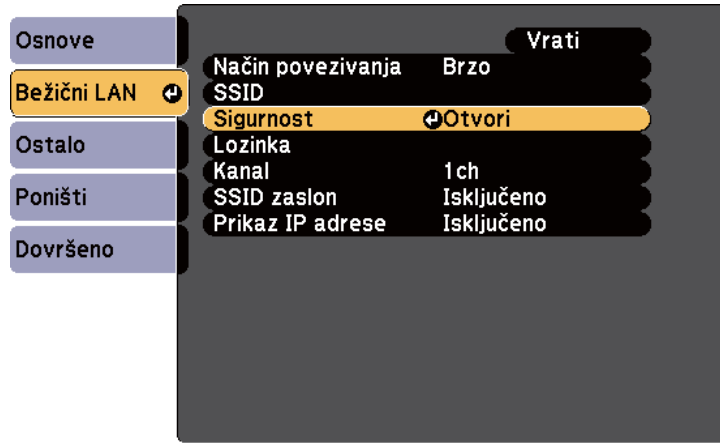 Osnove
Bežični LAN
Ostalo
Poništi
Dovršeno
Vrati
Način povezivanja Brzo
SSID
Sigurnost Otvori
Lozinka
Kanal 1ch
SSID zaslon Isključeno
Prikaz IP adrese Isključeno